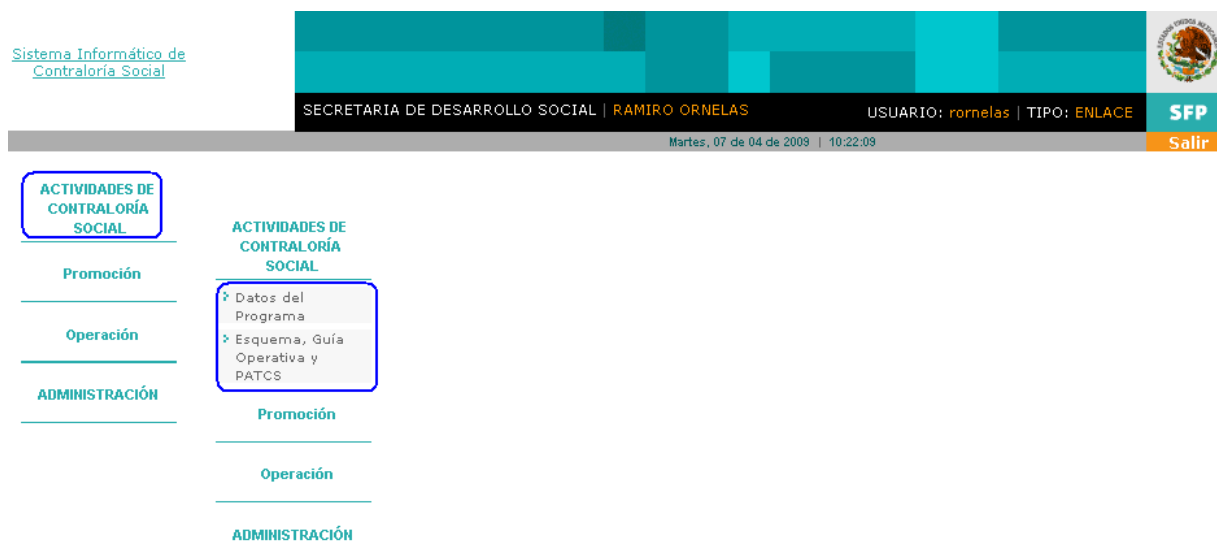 Sistema Informático de
Contraloría Social
SECRETARIA DE DESARROLLO SOCIAL | RAMIRO ORNELAS
USUARIO: rornelas | TIPO: ENLACE
SFP
Martes, 07 de 04 de 2009 | 10:22:09
Salir
ACTIVIDADES DE
CONTRALORÍA
SOCIAL
Promoción
Operación
ADMINISTRACIÓN
ACTIVIDADES DE
CONTRALORÍA
SOCIAL
Datos del
Programa
Esquema, Guía
Operativa y
PATCS
Promoción
Operación
ADMINISTRACIÓN